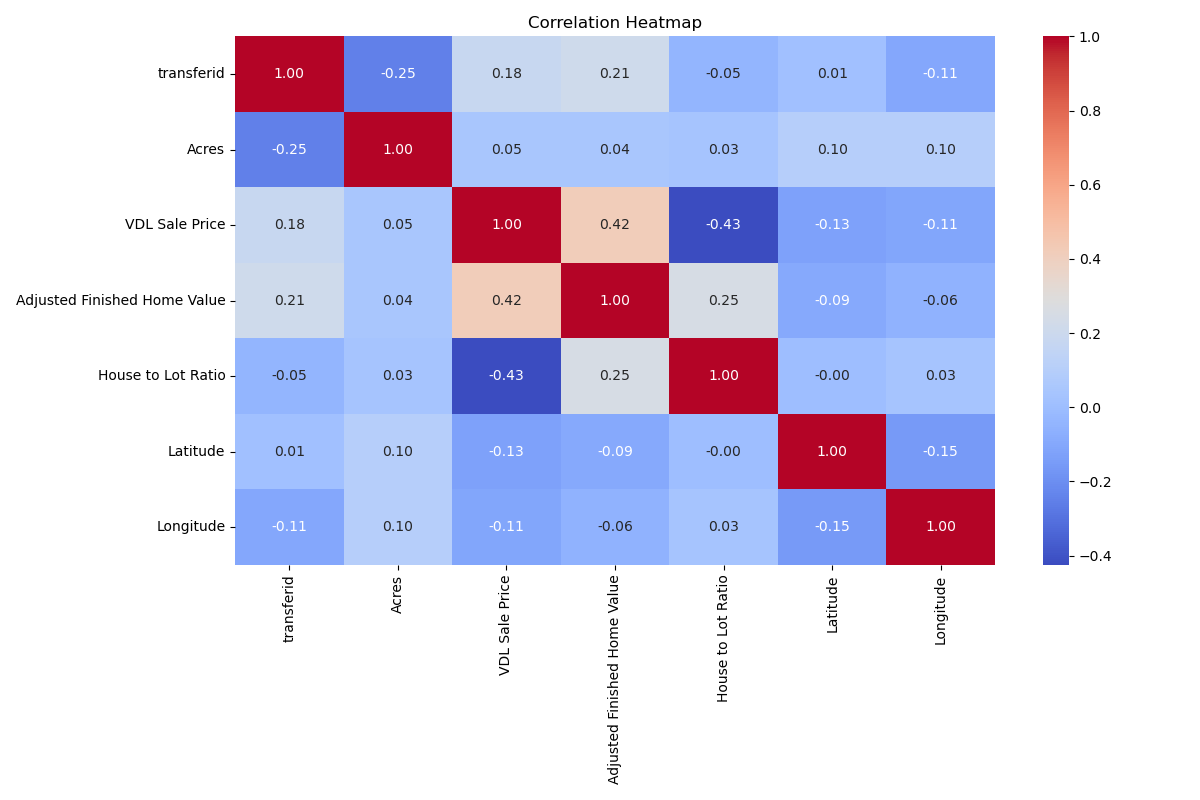 Correlation Heatmap
transferid 1.00 -0.25 0.18 0.21 -0.05 0.01 -0.11
Acres -0.25 1.00 0.05 0.04 0.03 0.10 0.10
VDL Sale Price 0.18 0.05 1.00 0.42 -0.43 -0.13 -0.11
Adjusted Finished Home Value 0.21 0.04 0.42 1.00 0.25 -0.09 -0.06
House to Lot Ratio -0.05 0.03 -0.43 0.25 1.00 -0.00 0.03
Latitude 0.01 0.10 -0.13 -0.09 -0.00 1.00 -0.15
Longitude -0.11 0.10 -0.11 -0.06 0.03 -0.15 1.00
transferid
Acres
VDL Sale Price
Adjusted Finished Home Value
House to Lot Ratio
Latitude
Longitude
1.0
0.8
0.6
0.4
0.2
0.0
−0.2
−0.4